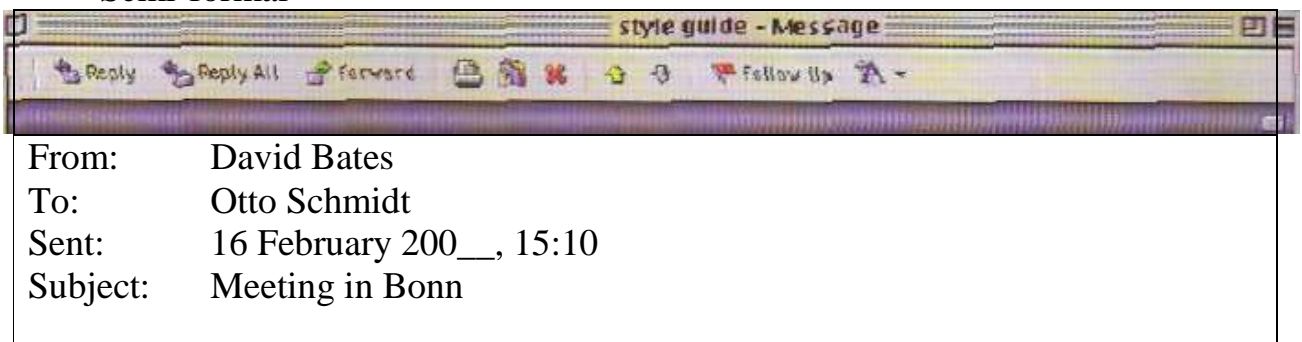 style guide - Message
Reply Reply All Forward Follow Up
From: David Bates
To: Otto Schmidt
Sent: 16 February 200__, 15:10
Subject: Meeting in Bonn